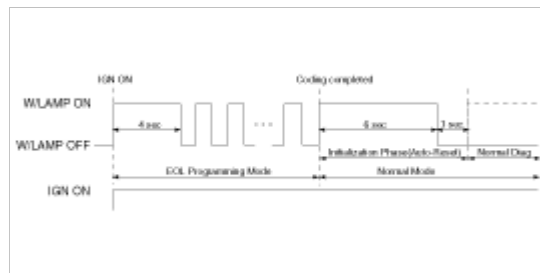 IGN ON
Coding completed
W/LAMP ON
4 sec
6 sec
1 sec
W/LAMP OFF
Initialization Phase(Auto-Reset)
Normal Diag
EOL Programming Mode
Normal Mode
IGN ON